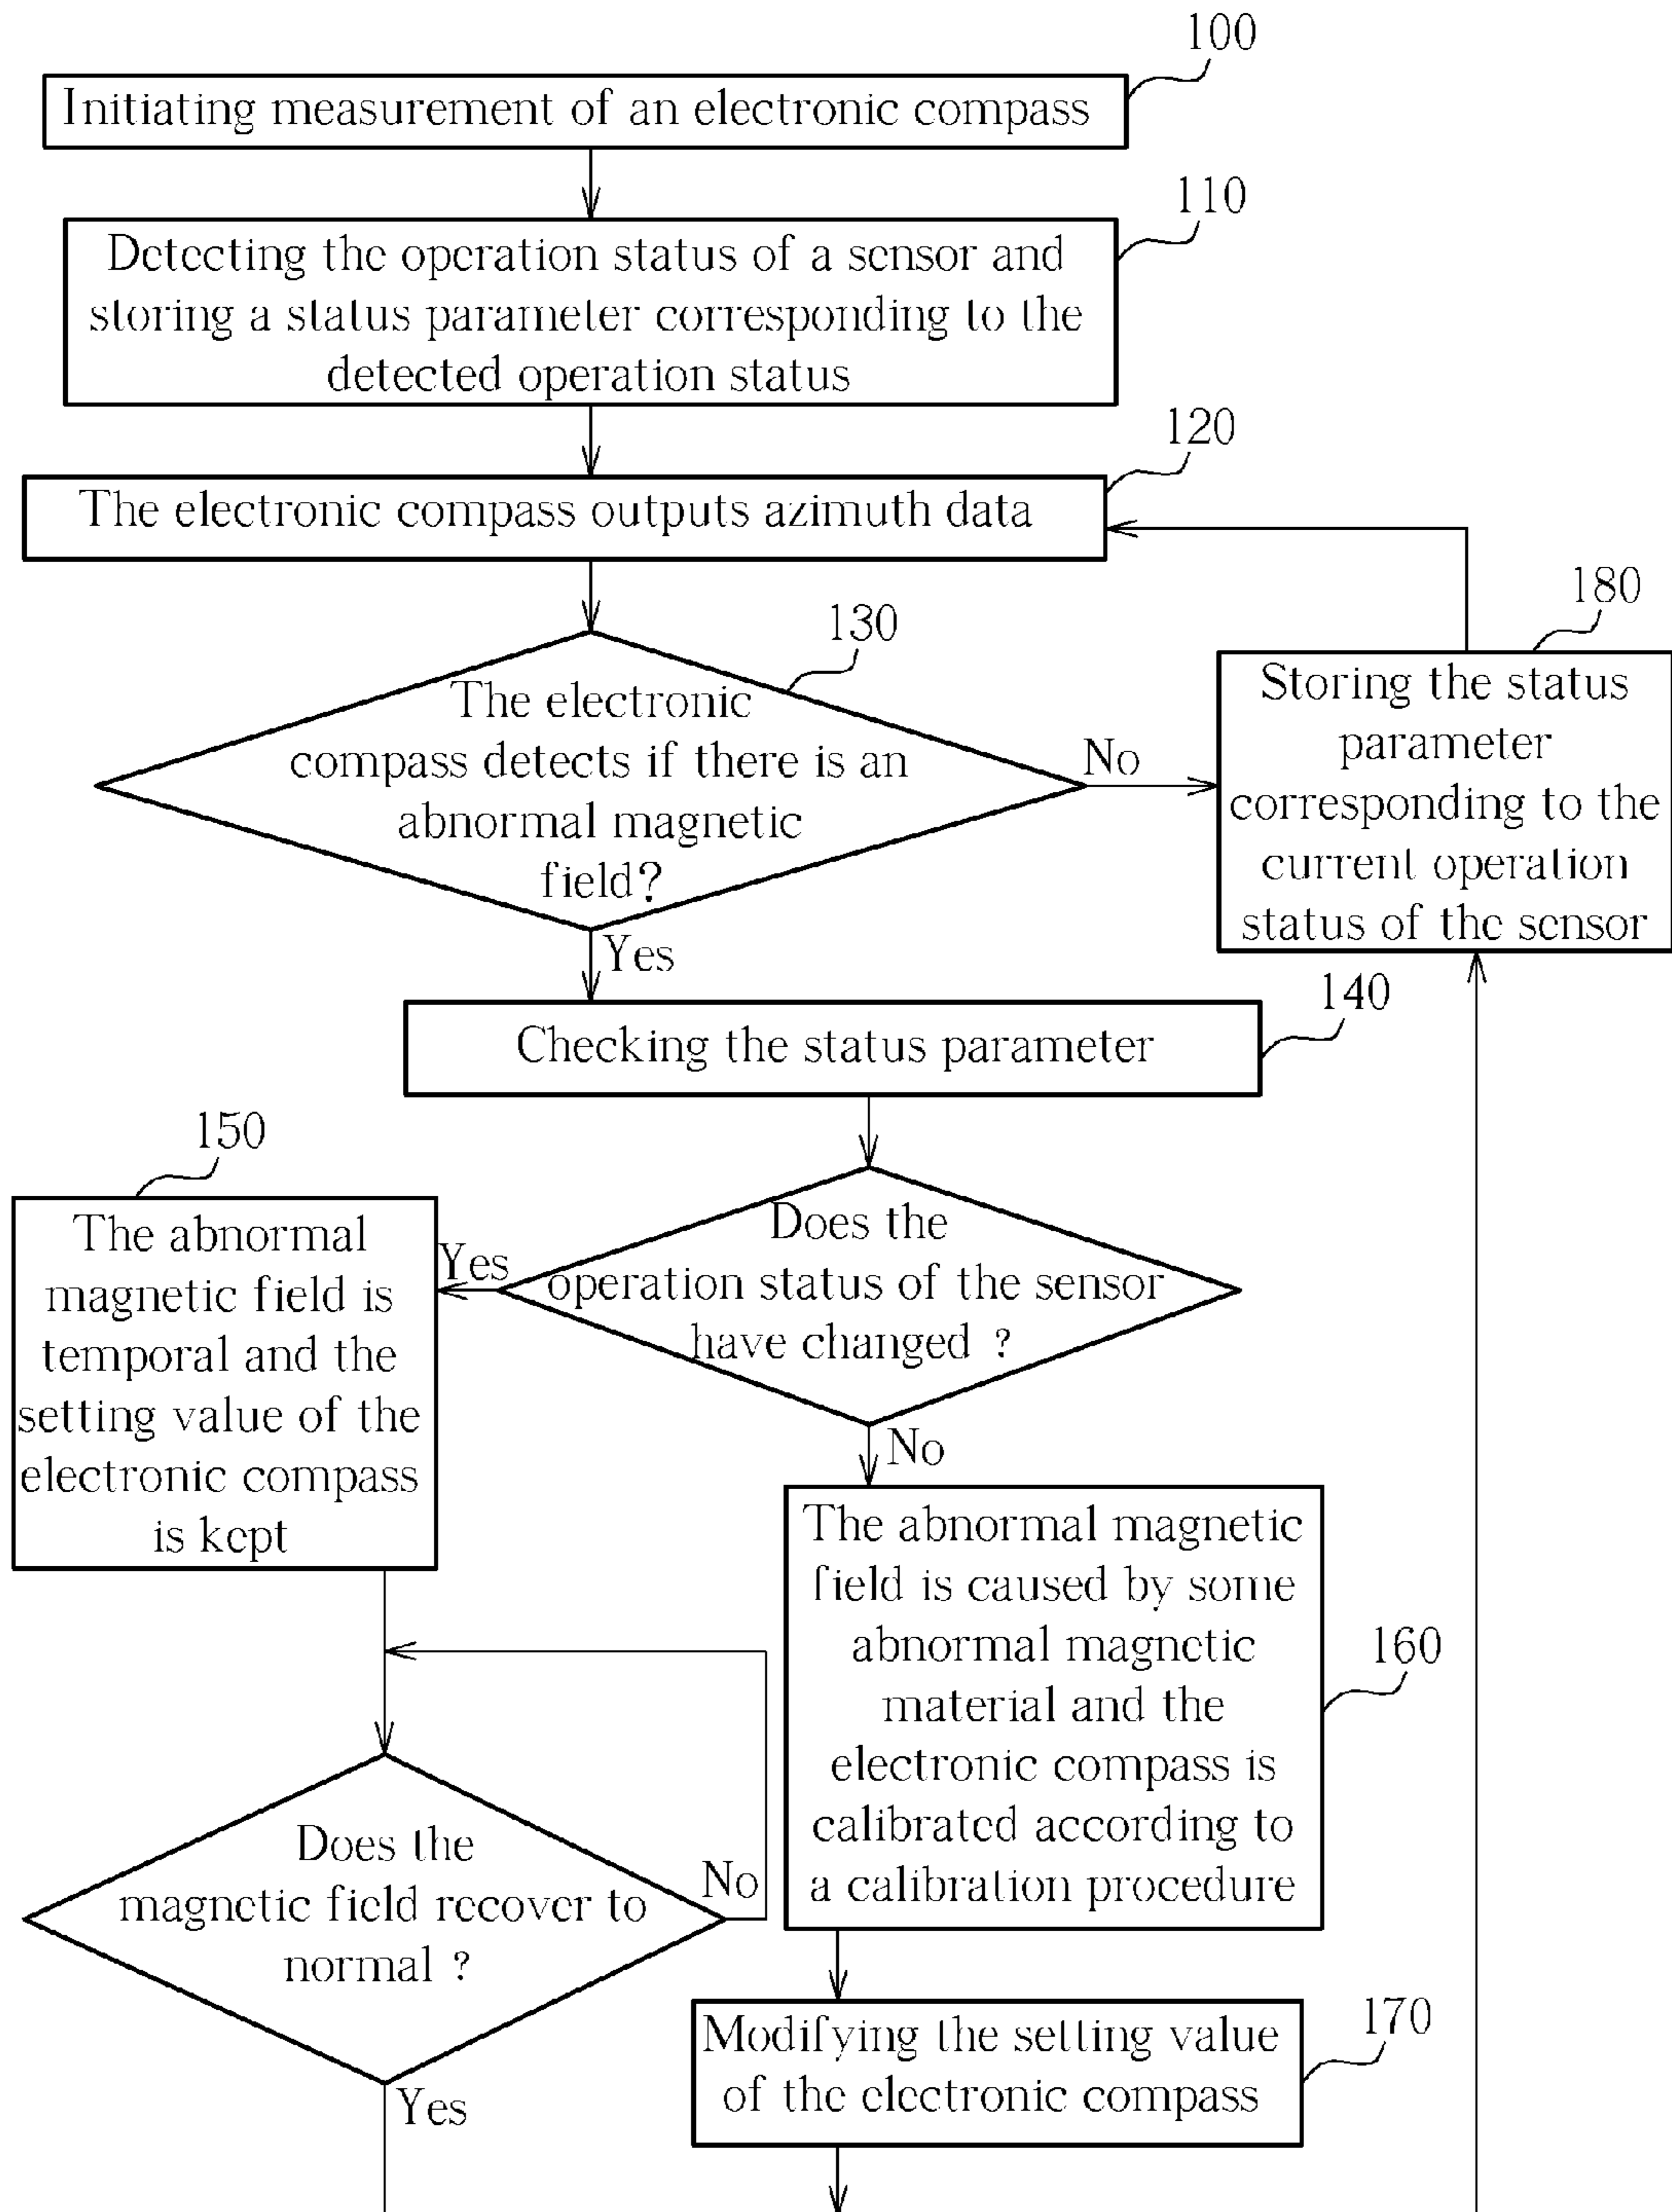 100
Initiating measurement of an electronic compass
110
Detecting the operation status of a sensor and
storing a status parameter corresponding to the
detected operation status
120
The electronic compass outputs azimuth data
130
The electronic
compass detects if there is an
abnormal magnetic
field?
No
Yes
180
Storing the status
parameter
corresponding to the
current operation
status of the sensor
140
Checking the status parameter
150
The abnormal
magnetic field is
temporal and the
setting value of the
electronic compass
is kept
Yes
Does the
operation status of the sensor
have changed ?
No
The abnormal magnetic
field is caused by some
abnormal magnetic
material and the
electronic compass is
calibrated according to
a calibration procedure
160
Does the
magnetic field recover to
normal ?
No
Yes
Modifying the setting value
of the electronic compass
170